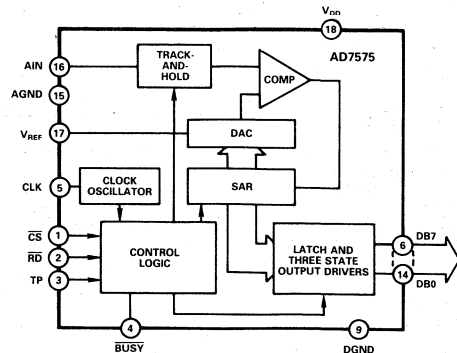 VDD
18
AD7575
AIN 16
TRACK-
AND-
HOLD
COMP
AGND 15
VREF 17
DAC
CLK 5
CLOCK
OSCILLATOR
SAR
CS 1
RD 2
TP 3
CONTROL
LOGIC
LATCH AND
THREE STATE
OUTPUT DRIVERS
6 DB7
14 DB0
4
BUSY
9
DGND